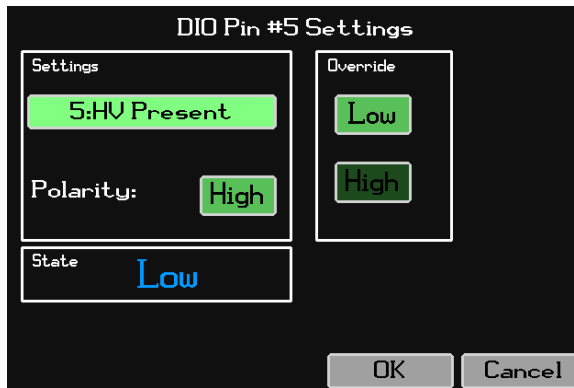 DIO Pin #5 Settings
Settings
5:HV Present
Polarity:
High
Override
Low
High
State
Low
OK
Cancel